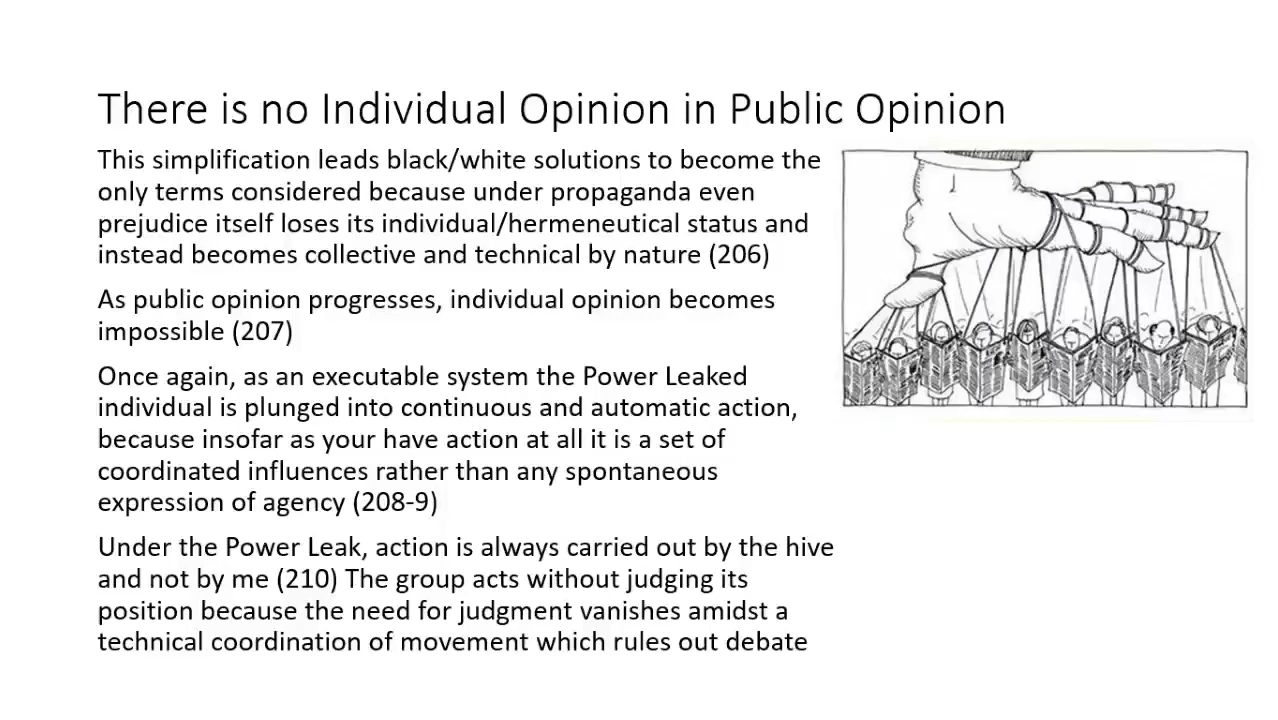 There is no Individual Opinion in Public Opinion
This simplification leads black/white solutions to become the
only terms considered because under propaganda even
prejudice itself loses its individual/hermeneutical status and
instead becomes collective and technical by nature (206)
As public opinion progresses, individual opinion becomes
impossible (207)
Once again, as an executable system the Power Leaked
individual is plunged into continuous and automatic action,
because insofar as your have action at all it is a set of
coordinated influences rather than any spontaneous
expression of agency (208-9)
Under the Power Leak, action is always carried out by the hive
and not by me (210) The group acts without judging its
position because the need for judgment vanishes amidst a
technical coordination of movement which rules out debate